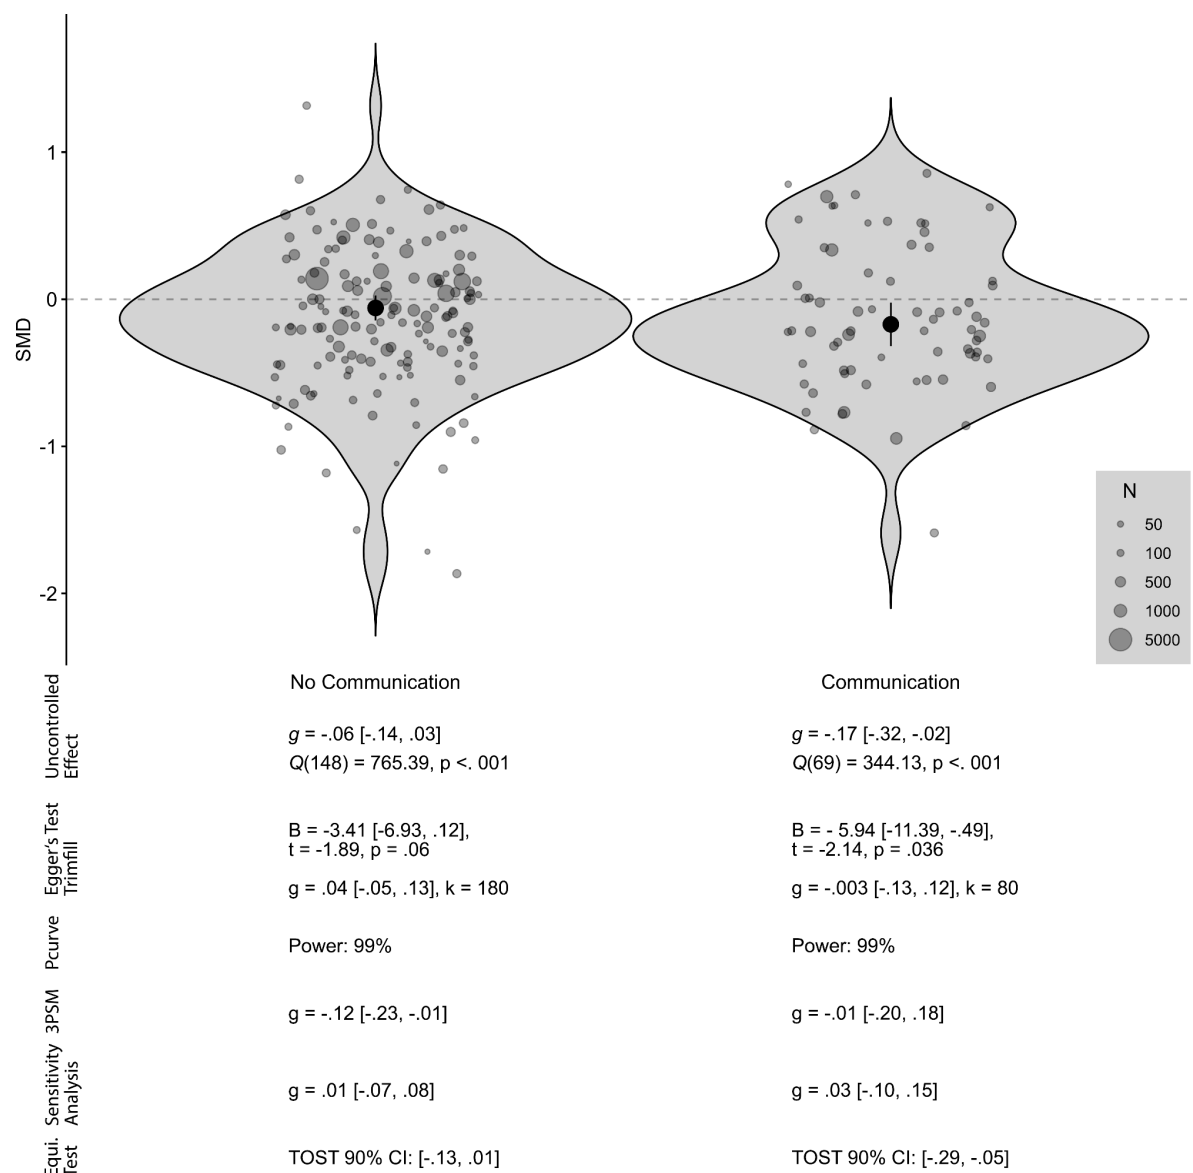 1
0
-1
-2
SMD
N
50
100
500
1000
5000
No Communication
Communication
Uncontrolled
Effect
g = -.06 [-.14, .03]
g = -.17 [-.32, -.02]
Q(148) = 765.39, p <. 001
Q(69) = 344.13, p <. 001
Egger's Test
Trimfill
B = -3.41 [-6.93, .12],
t = -1.89, p = .06
B = - 5.94 [-11.39, -.49],
t = -2.14, p = .036
g = .04 [-.05, .13], k = 180
g = -.003 [-.13, .12], k = 80
Pcurve
Power: 99%
Power: 99%
3PSM
g = -.12 [-.23, -.01]
g = -.01 [-.20, .18]
Sensitivity
Analysis
g = .01 [-.07, .08]
g = .03 [-.10, .15]
Equi.
Test
TOST 90% CI: [-.13, .01]
TOST 90% CI: [-.29, -.05]